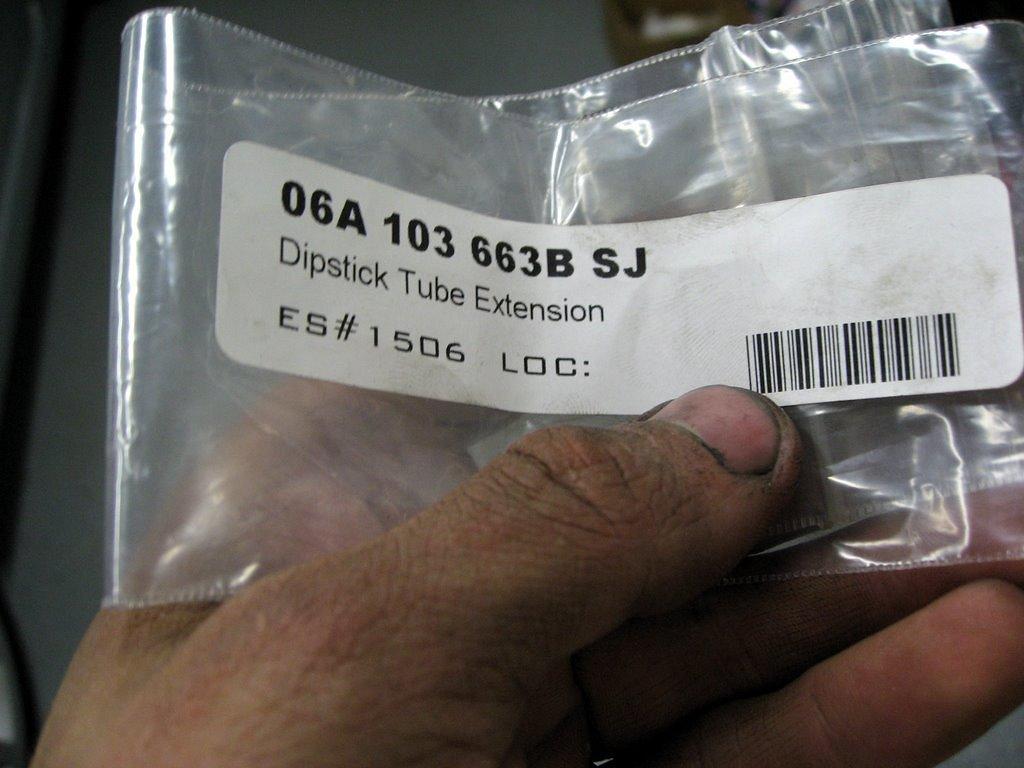 06A 103 663B SJ
Dipstick Tube Extension
ES#1506 LOC: